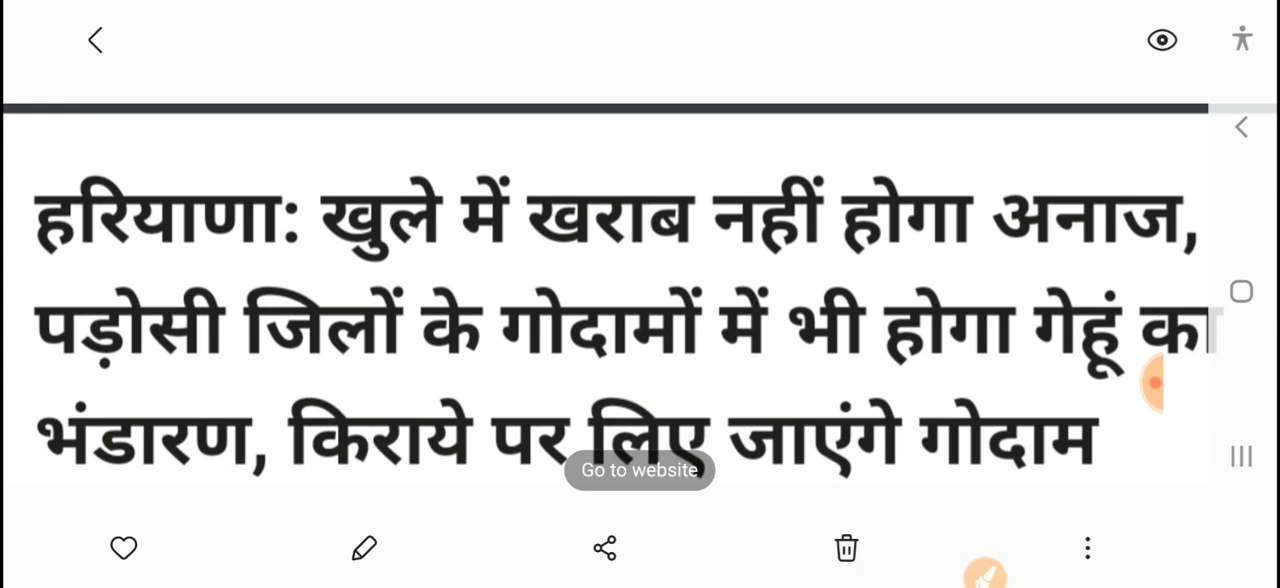 हरियाणा: खुले में खराब नहीं होगा अनाज,
पड़ोसी जिलों के गोदामों में भी होगा गेहूं का
भंडारण, किराये पर लिए जाएंगे गोदाम
Go to website